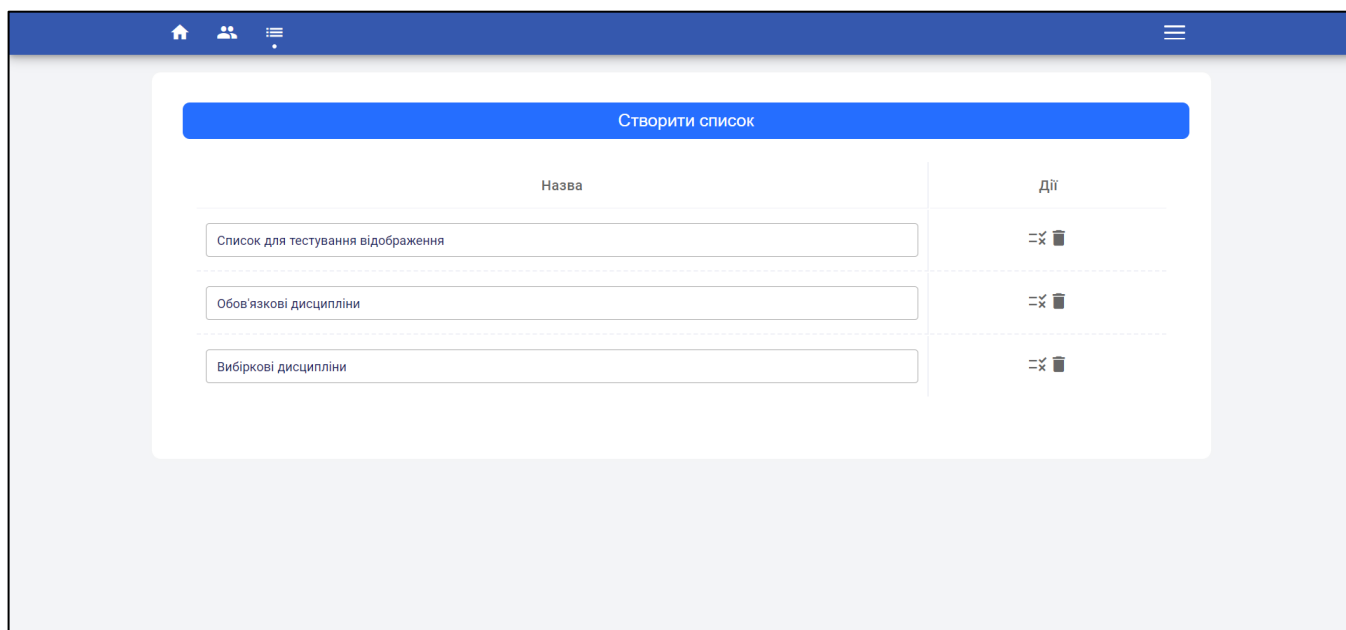 Створити список
Назва Дії
Список для тестування відображення
Обов'язкові дисципліни
Вибіркові дисципліни